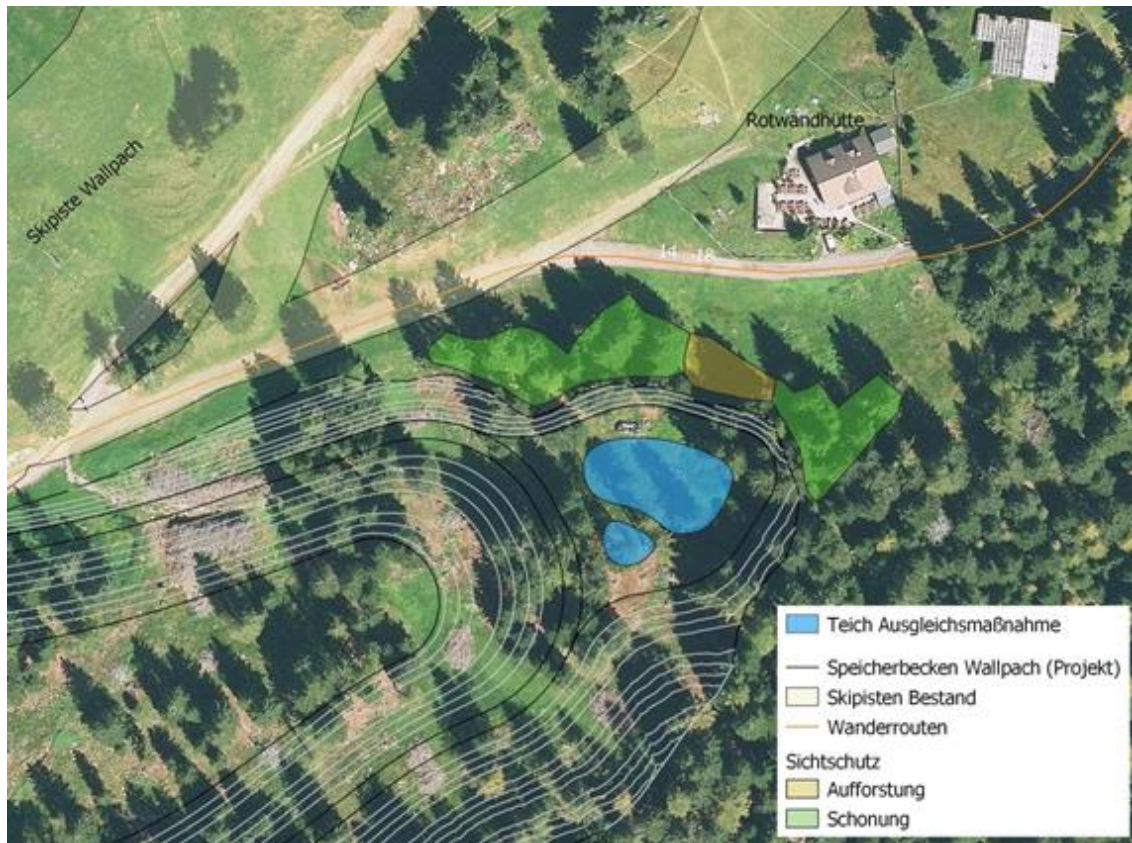 Rotwandhütte
Skipiste Wallpach
14 18
Teich Ausgleichsmaßnahme
Speicherbecken Wallpach (Projekt)
Skipisten Bestand
Wanderrouten
Sichtschutz
Aufforstung
Schonung